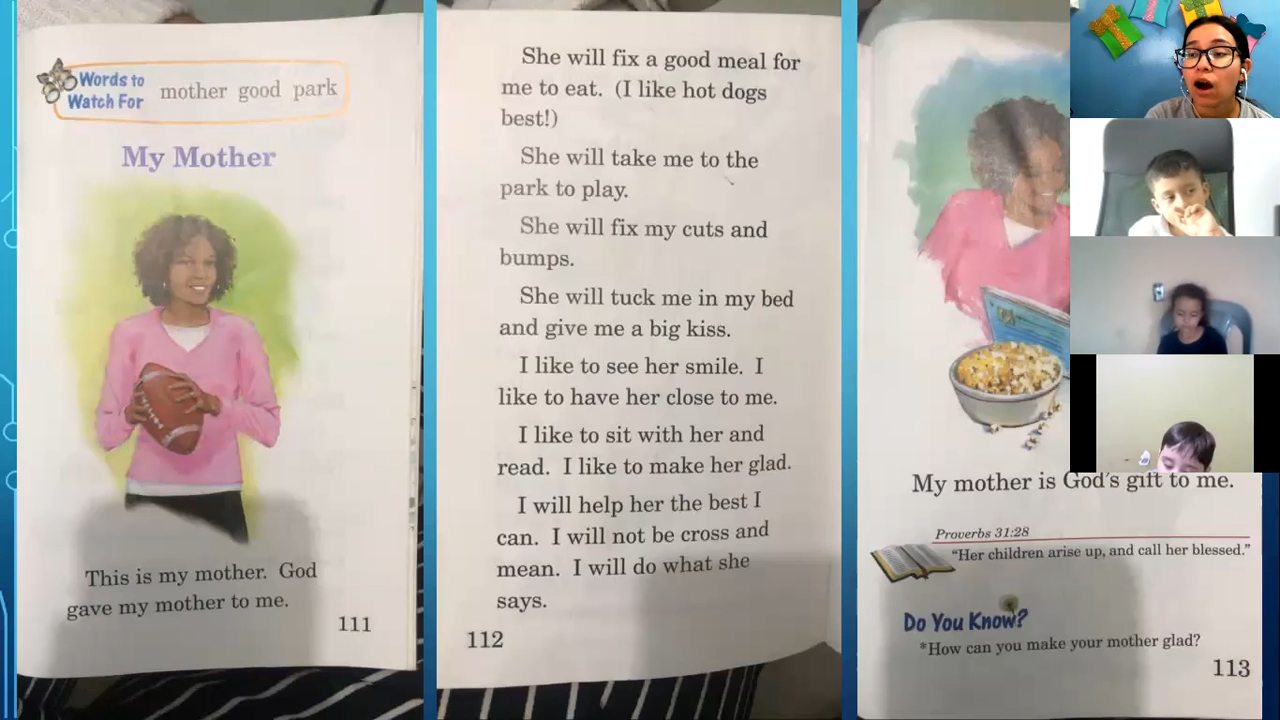 Words to
Watch For
mother good park
My Mother
This is my mother. God
gave my mother to me.
111
She will fix a good meal for
me to eat. (I like hot dogs
best!)
She will take me to the
park to play.
She will fix my cuts and
bumps.
She will tuck me in my bed
and give me a big kiss.
I like to see her smile. I
like to have her close to me.
I like to sit with her and
read. I like to make her glad.
I will help her the best I
can. I will not be cross and
mean. I will do what she
says.
112
My mother is God's gift to me.
Proverbs 31:28
"Her children arise up, and call her blessed."
Do You Know?
*How can you make your mother glad?
113